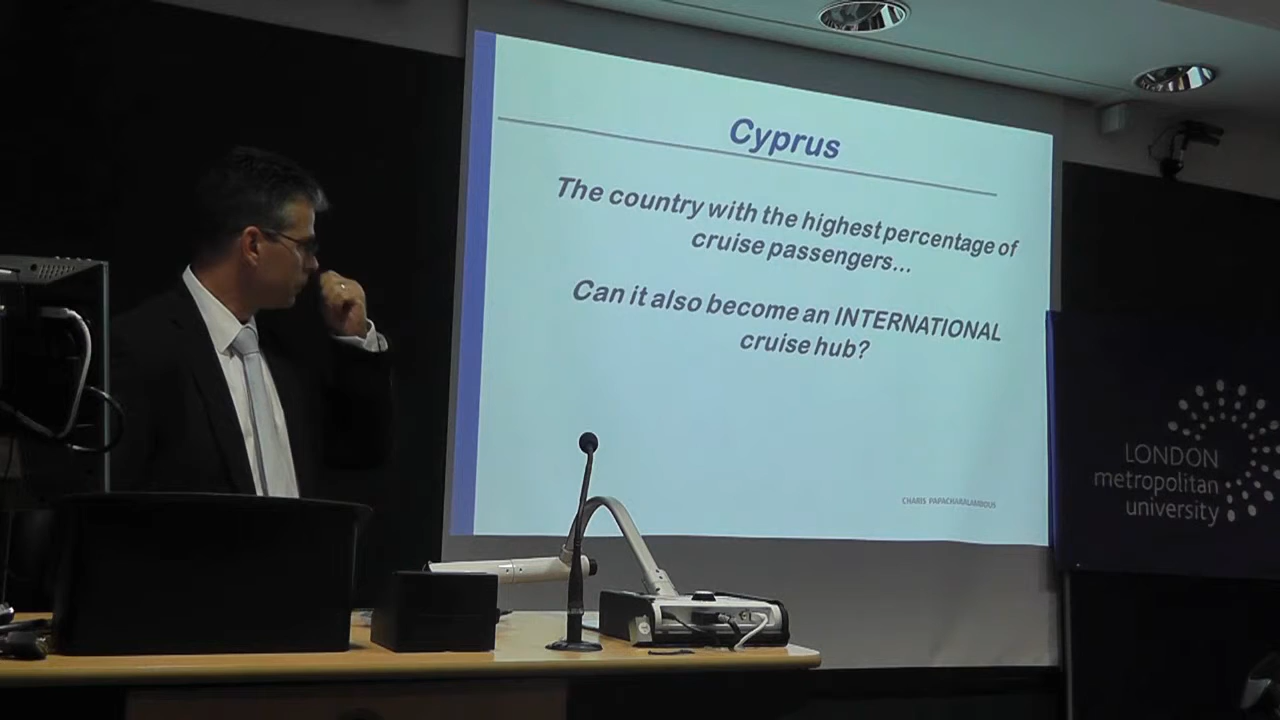 Cyprus
The country with the highest percentage of
cruise passengers...
Can it also become an INTERNATIONAL
cruise hub?
CHARIS PAPACHARALAMBOUS
LONDON
metropolitan
university